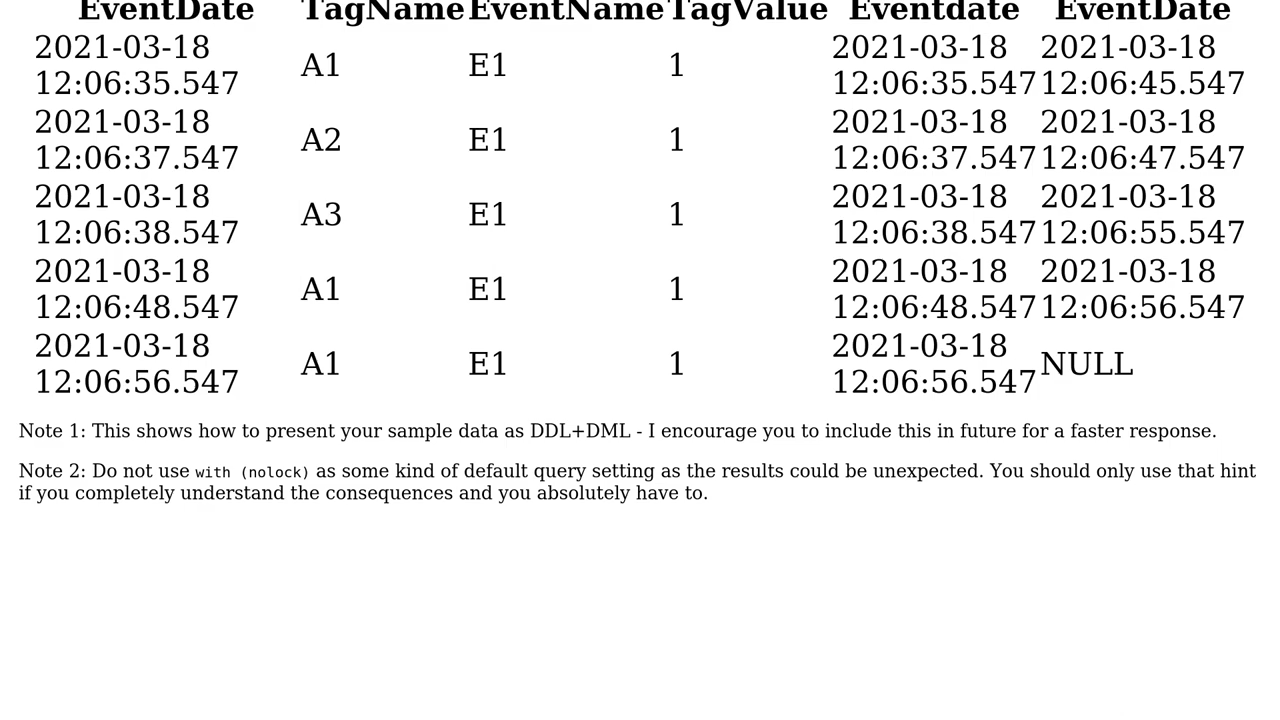 EventDate TagName EventName TagValue Eventdate EventDate
2021-03-18 12:06:35.547 A1 E1 1 2021-03-18 12:06:35.547 2021-03-18 12:06:45.547
2021-03-18 12:06:37.547 A2 E1 1 2021-03-18 12:06:37.547 2021-03-18 12:06:47.547
2021-03-18 12:06:38.547 A3 E1 1 2021-03-18 12:06:38.547 2021-03-18 12:06:55.547
2021-03-18 12:06:48.547 A1 E1 1 2021-03-18 12:06:48.547 2021-03-18 12:06:56.547
2021-03-18 12:06:56.547 A1 E1 1 2021-03-18 12:06:56.547 NULL
Note 1: This shows how to present your sample data as DDL+DML - I encourage you to include this in future for a faster response.
Note 2: Do not use with (nolock) as some kind of default query setting as the results could be unexpected. You should only use that hint
if you completely understand the consequences and you absolutely have to.